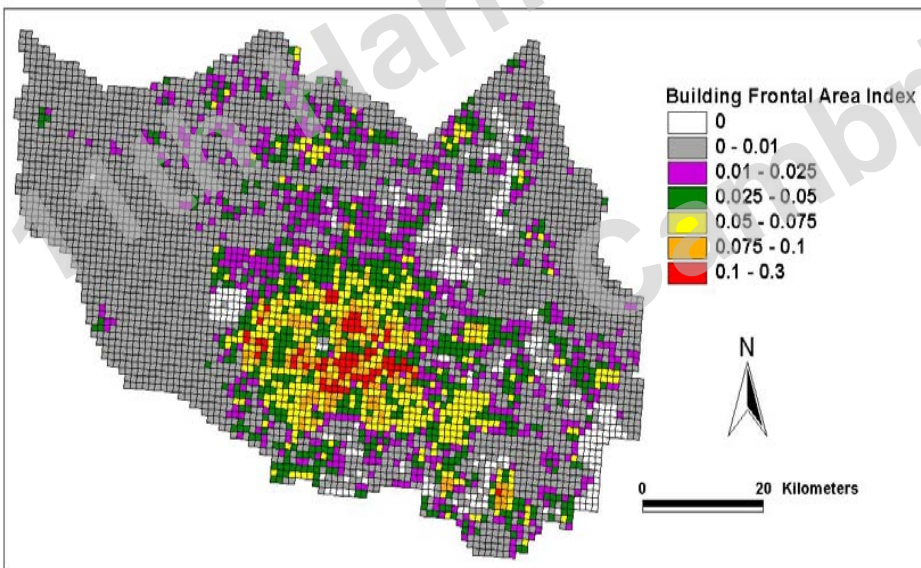 Building Frontal Area Index
0
0 - 0.01
0.01 - 0.025
0.025 - 0.05
0.05 - 0.075
0.075 - 0.1
0.1 - 0.3
N
0 20 Kilometers
11th